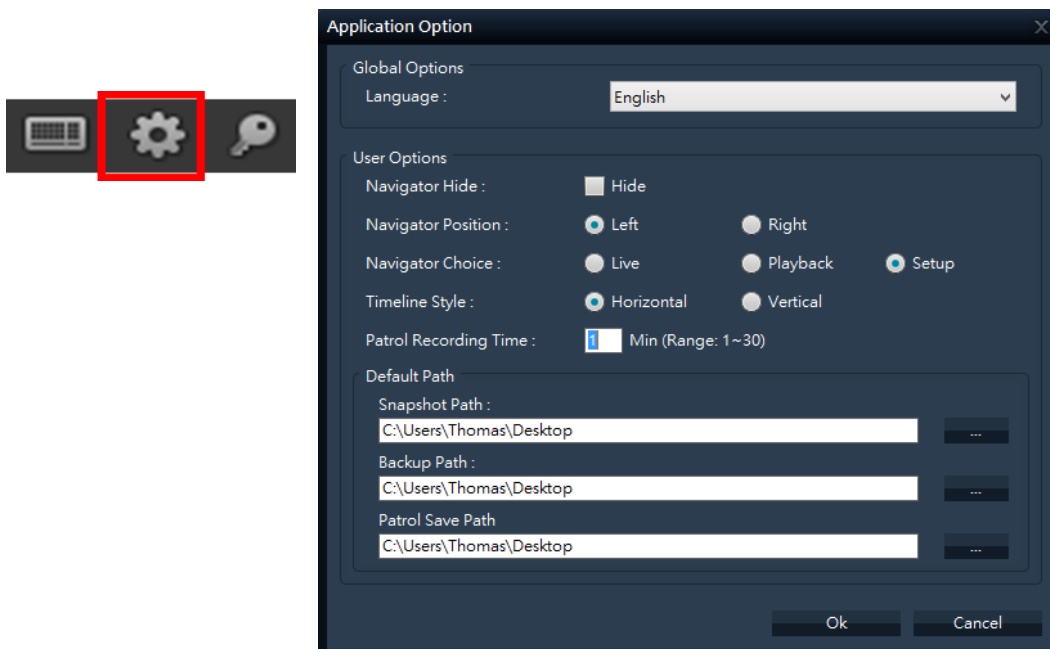 Application Option
X
Global Options
Language : English
User Options
Navigator Hide : Hide
Navigator Position : Left Right
Navigator Choice : Live Playback Setup
Timeline Style : Horizontal Vertical
Patrol Recording Time : 1 Min (Range: 1~30)
Default Path
Snapshot Path :
C:\Users\Thomas\Desktop ...
Backup Path :
C:\Users\Thomas\Desktop ...
Patrol Save Path
C:\Users\Thomas\Desktop ...
Ok Cancel